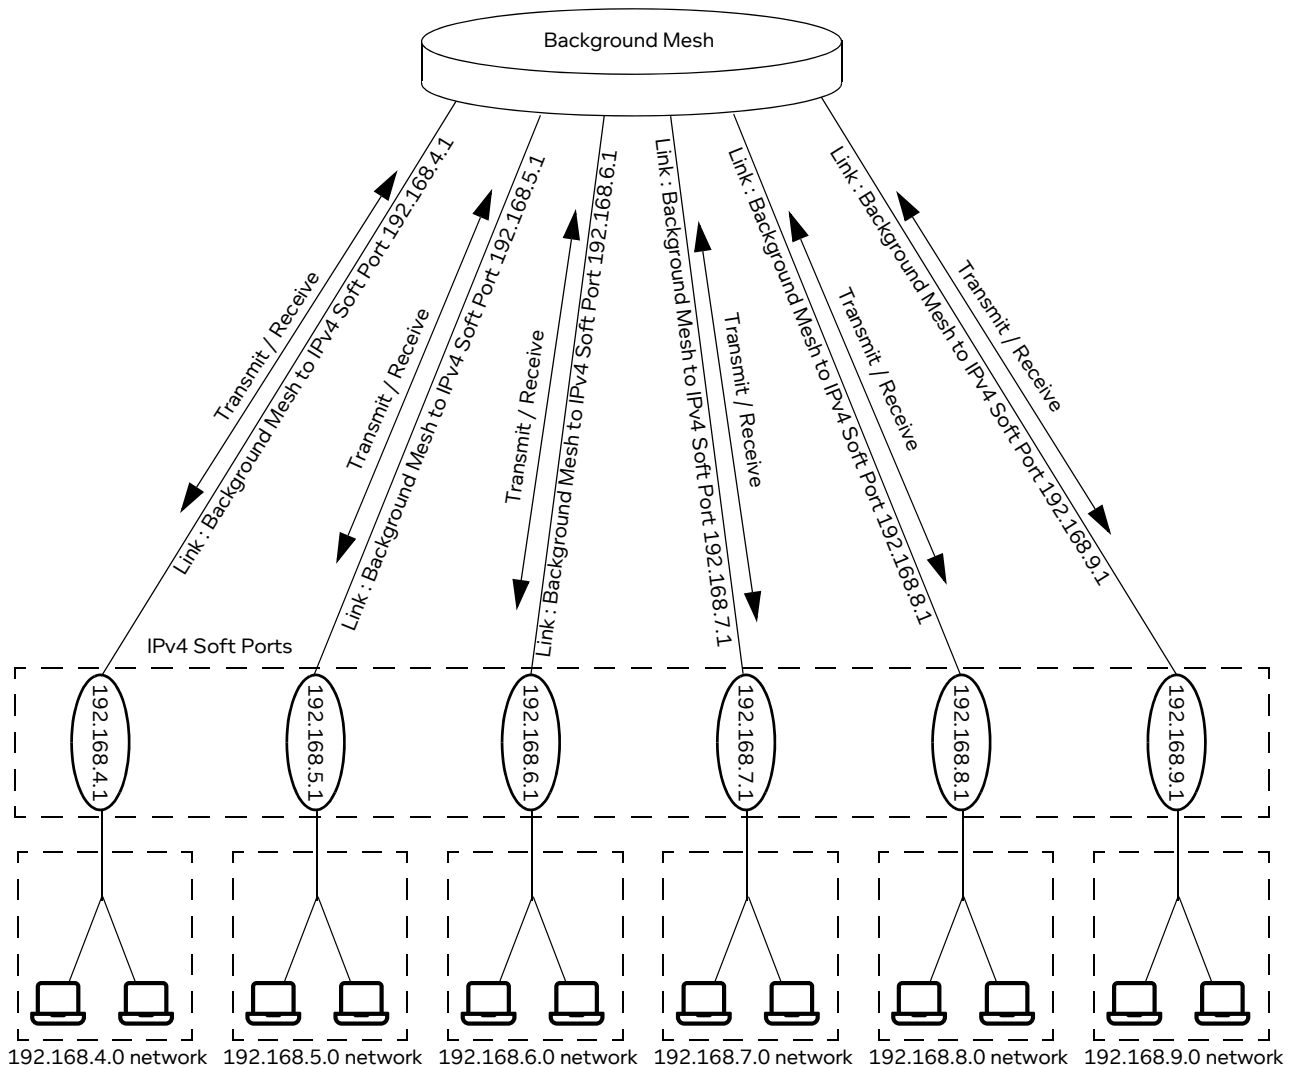 Background Mesh
Link : Background Mesh to IPv4 Soft Port 192.168.4.1
Transmit / Receive
Link : Background Mesh to IPv4 Soft Port 192.168.5.1
Transmit / Receive
Link : Background Mesh to IPv4 Soft Port 192.168.6.1
Transmit / Receive
Link : Background Mesh to IPv4 Soft Port 192.168.7.1
Transmit / Receive
Link : Background Mesh to IPv4 Soft Port 192.168.8.1
Transmit / Receive
Link : Background Mesh to IPv4 Soft Port 192.168.9.1
Transmit / Receive
IPv4 Soft Ports
192.168.4.1
192.168.5.1
192.168.6.1
192.168.7.1
192.168.8.1
192.168.9.1
192.168.4.0 network
192.168.5.0 network
192.168.6.0 network
192.168.7.0 network
192.168.8.0 network
192.168.9.0 network